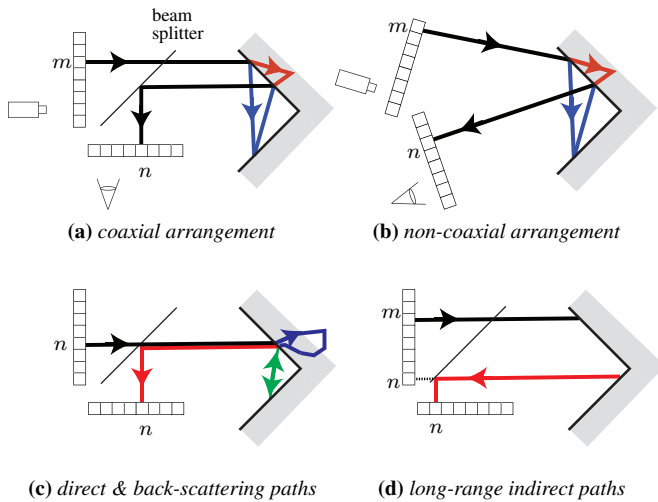 beam
splitter
m
n
(a) coaxial arrangement
m
n
(b) non-coaxial arrangement
n
n
(c) direct & back-scattering paths
m
n
n
(d) long-range indirect paths